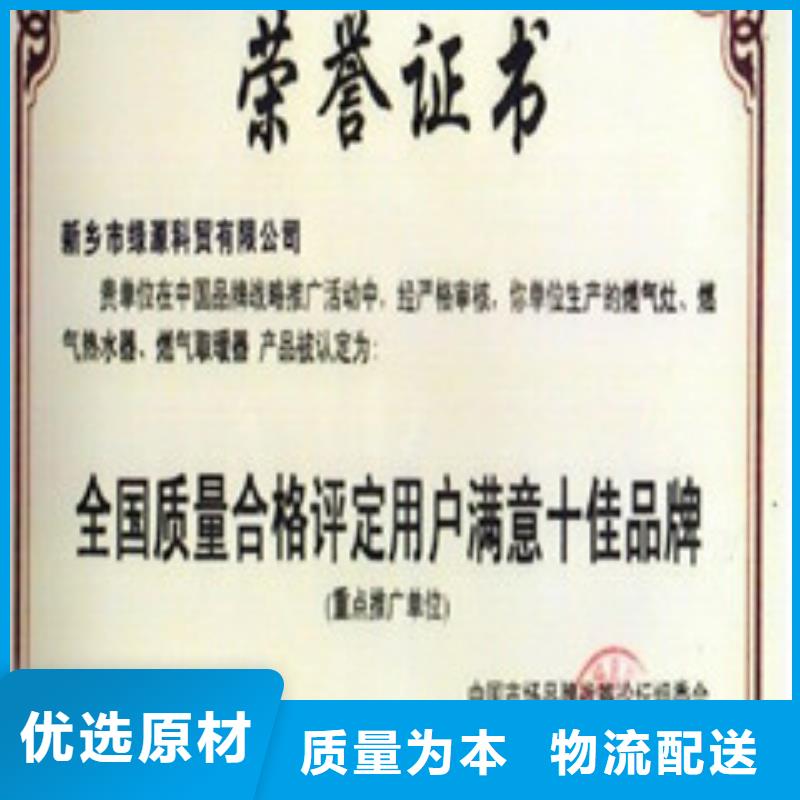 荣誉证书
新乡市绿源科贸有限公司
贵单位在中国品牌战略推广活动中，经严格审核，你单位生产的燃气灶、燃
气热水器、燃气取暖器 产品被认定为：
全国质量合格评定用户满意十佳品牌
(重点推广单位)
优选原材
质量为本 物流配送